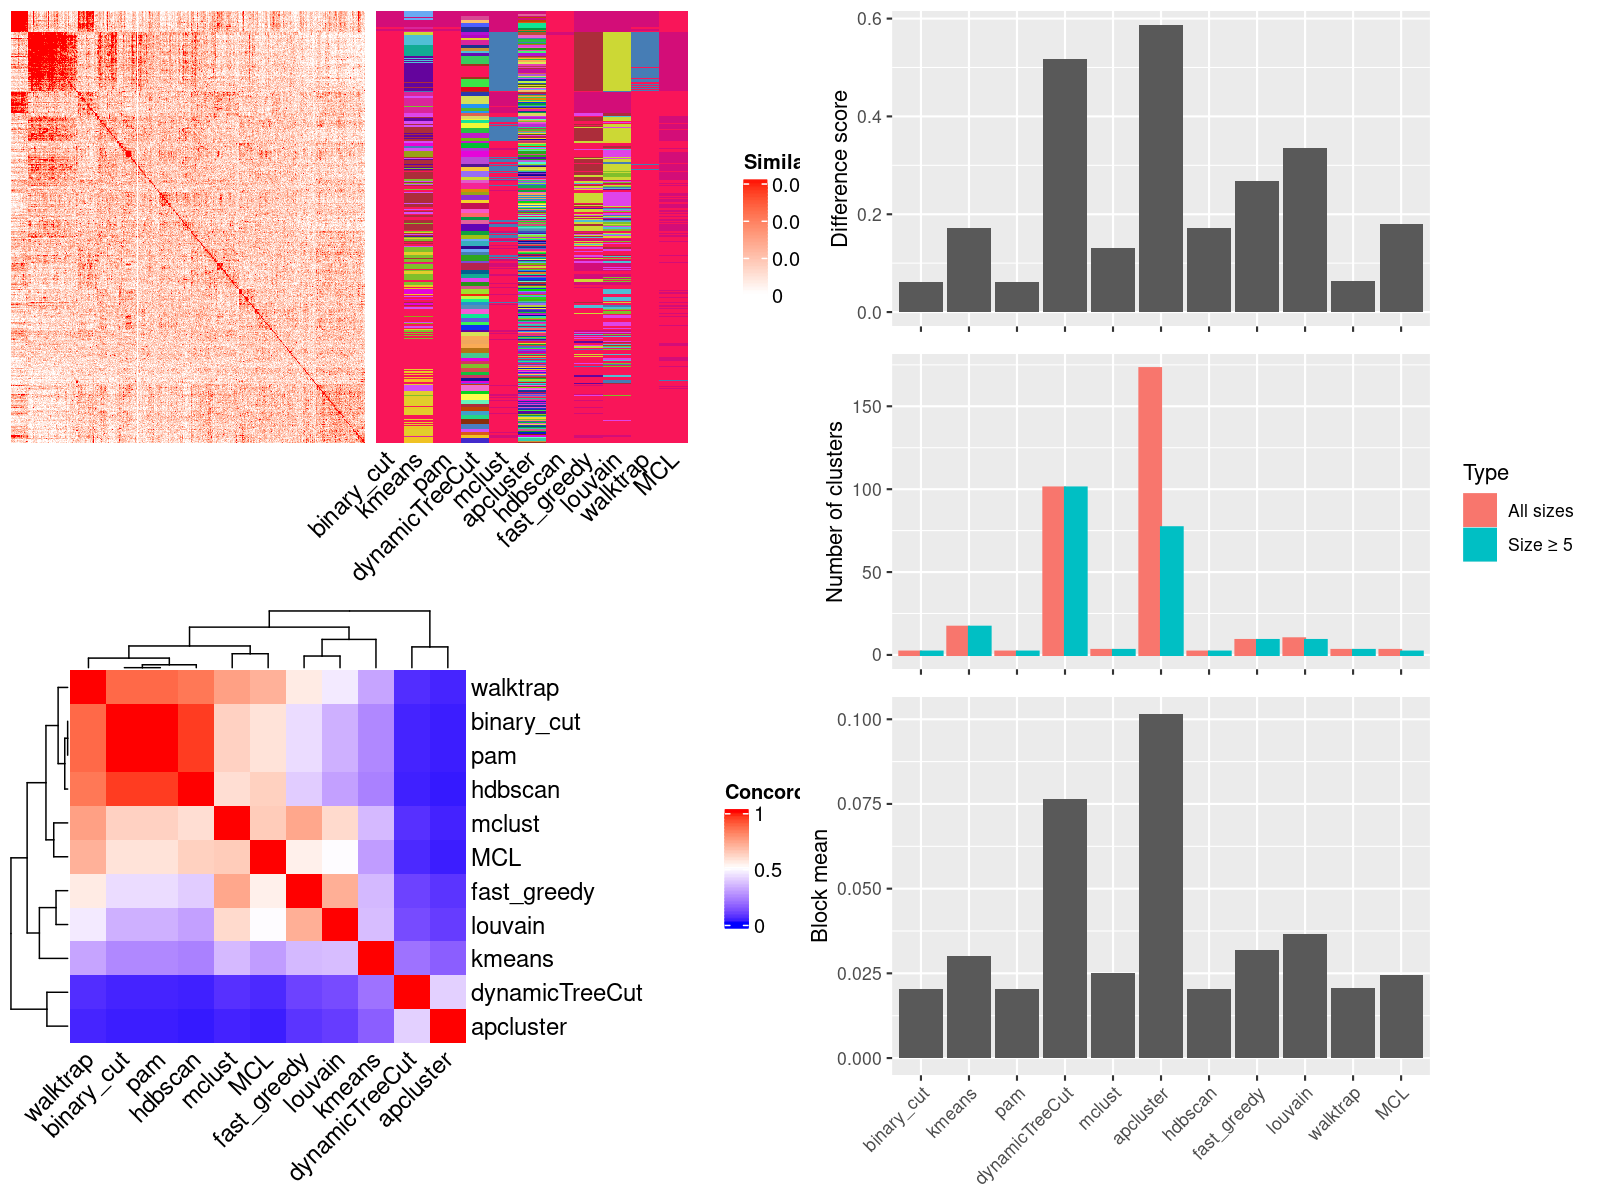 Simila
0.0
0.0
0.0
0
binary_cut
kmeans
pam
dynamicTreeCut
mclust
apcluster
hdbscan
fast_greedy
louvain
walktrap
MCL
walktrap
binary_cut
pam
hdbscan
mclust
MCL
fast_greedy
louvain
kmeans
dynamicTreeCut
apcluster
walktrap
binary_cut
pam
hdbscan
mclust
MCL
fast_greedy
louvain
kmeans
dynamicTreeCut
apcluster
Concord
1
0.5
0
Difference score
0.6
0.4
0.2
0.0
Number of clusters
150
100
50
0
Type
All sizes
Size ≥ 5
Block mean
0.100
0.075
0.050
0.025
0.000
binary_cut
kmeans
pam
dynamicTreeCut
mclust
apcluster
hdbscan
fast_greedy
louvain
walktrap
MCL